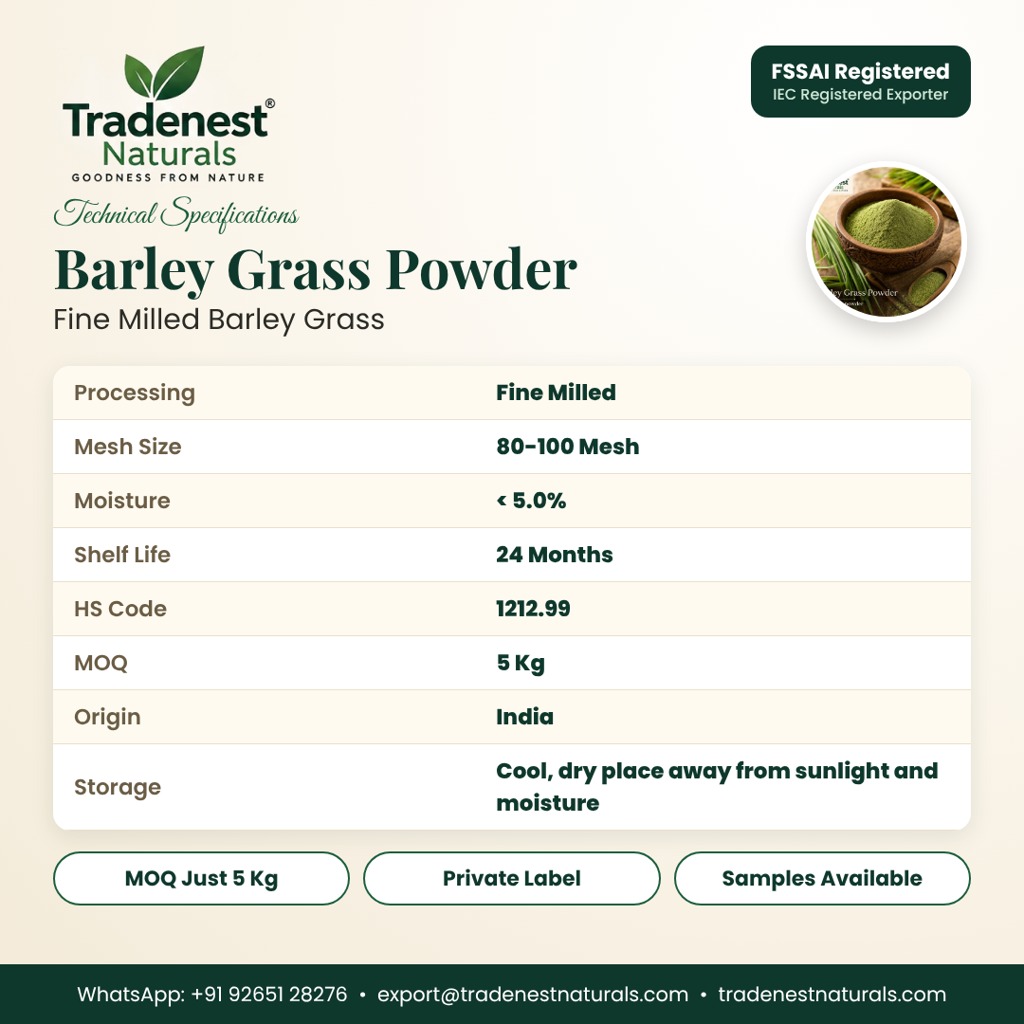 Tradenest®
Naturals
GOODNESS FROM NATURE
FSSAI Registered
IEC Registered Exporter
Technical Specifications
Barley Grass Powder
Fine Milled Barley Grass
ley Grass Powder
Processing Fine Milled
Mesh Size 80-100 Mesh
Moisture < 5.0%
Shelf Life 24 Months
HS Code 1212.99
MOQ 5 Kg
Origin India
Storage Cool, dry place away from sunlight and
moisture
MOQ Just 5 Kg
Private Label
Samples Available
WhatsApp: +91 92651 28276 • export@tradenestnaturals.com • tradenestnaturals.com